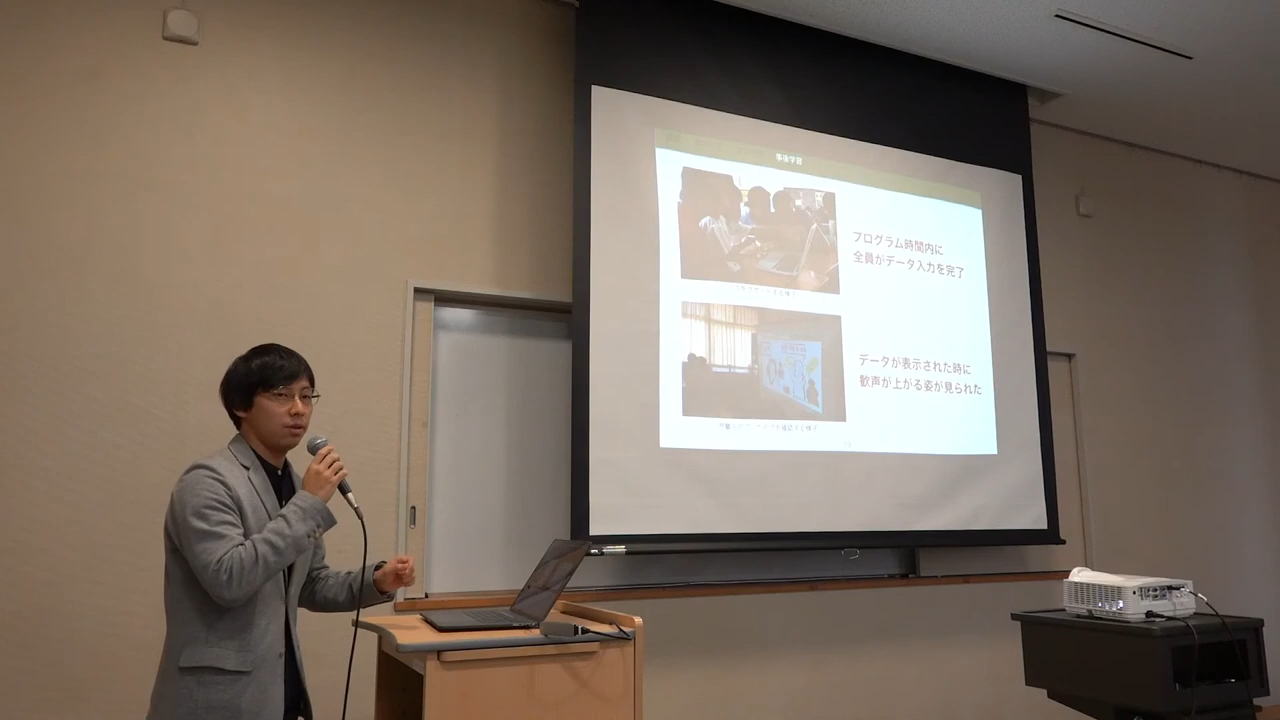 事後学習
プログラム時間内に
全員がデータ入力を完了
データが表示された時に
歓声が上がる姿が見られた